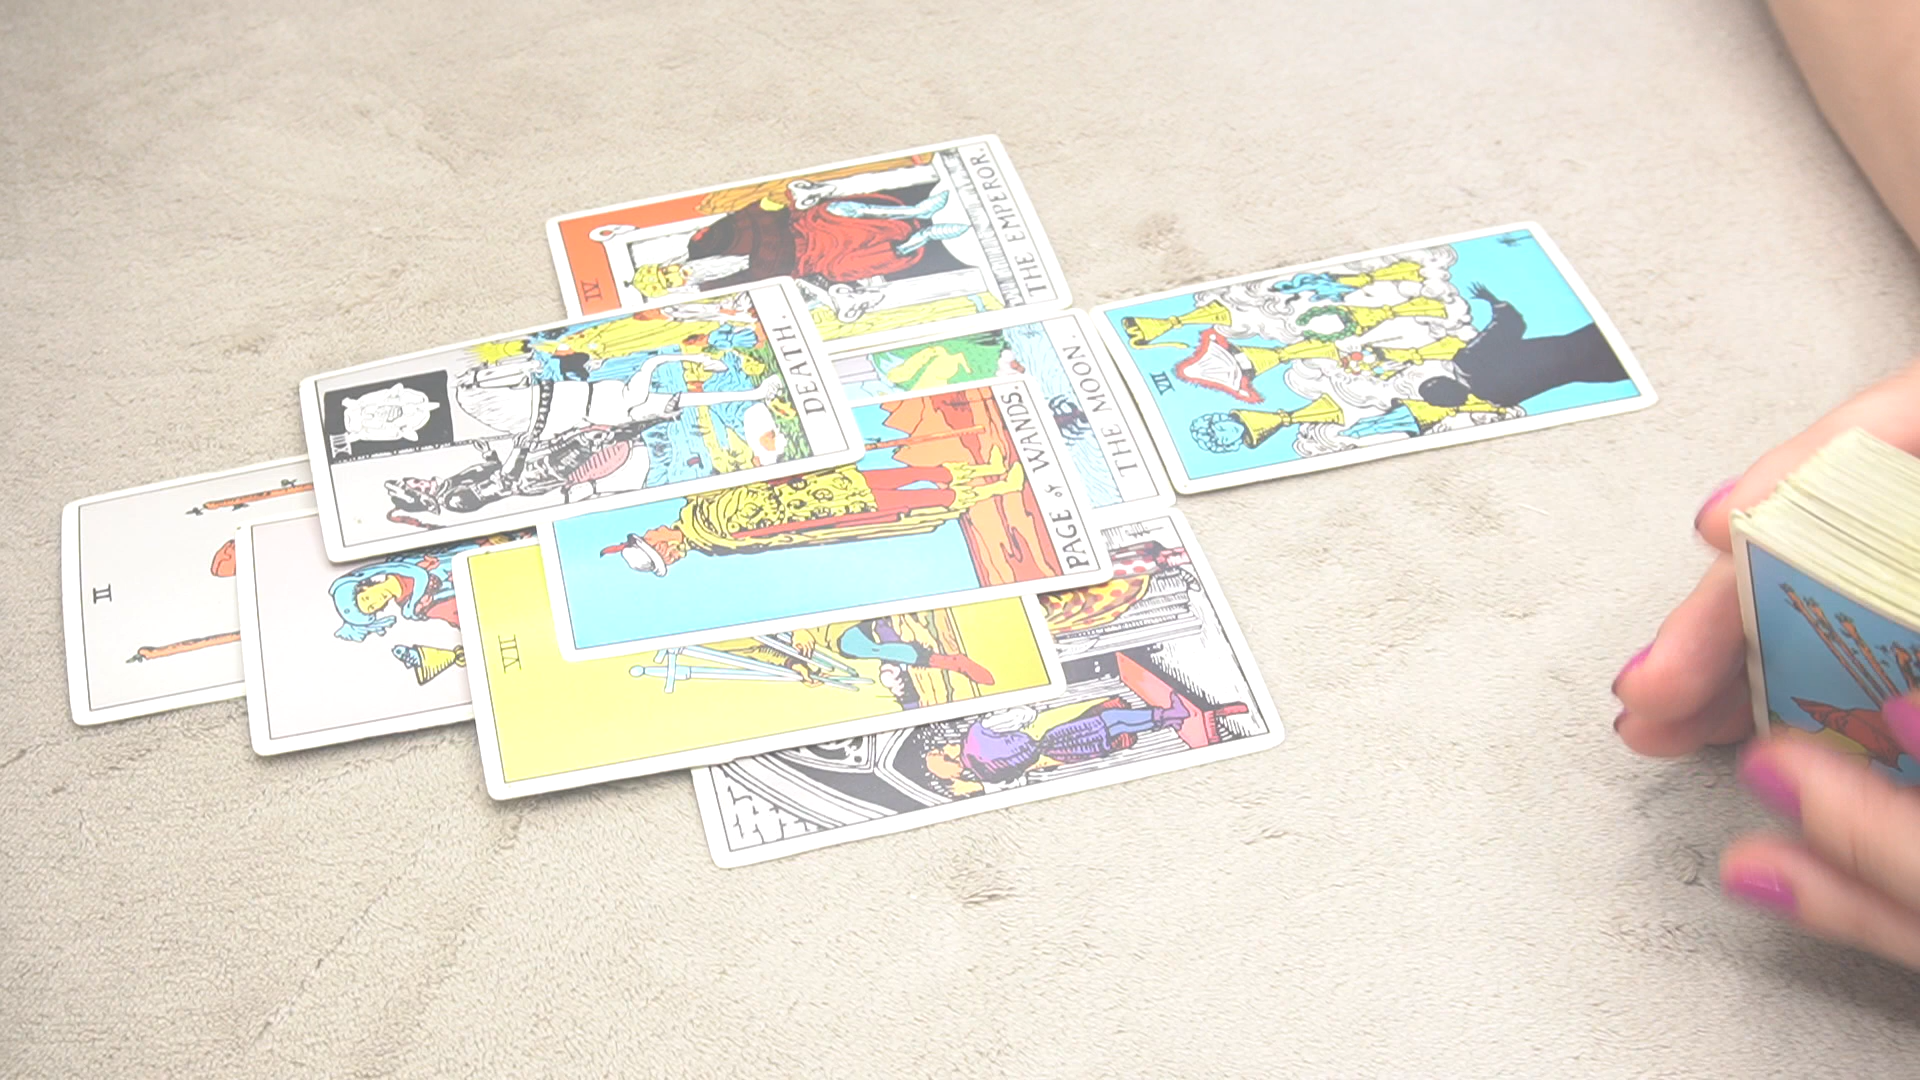 IV
THE EMPEROR.
XIII
DEATH.
THE MOON.
VII
PAGE of WANDS.
II
VII